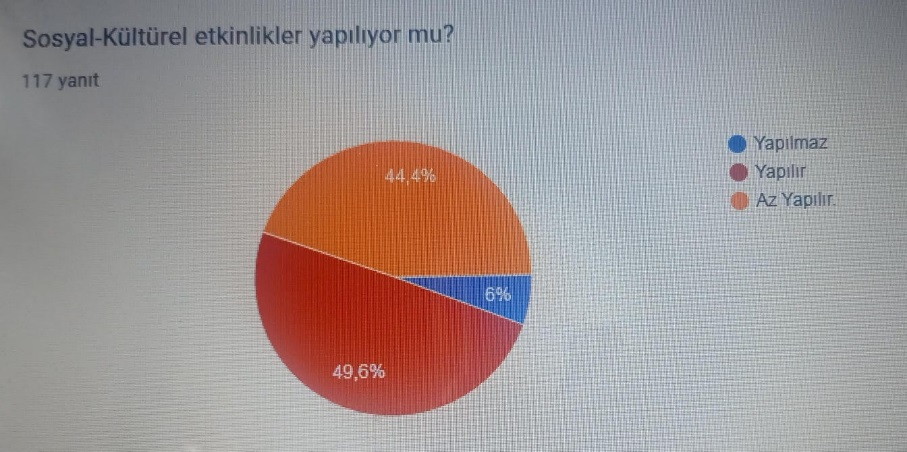 Sosyal-Kültürel etkinlikler yapılıyor mu?
117 yanıt
44,4%
6%
49,6%
Yapılmaz
Yapılır
Az Yapılır.